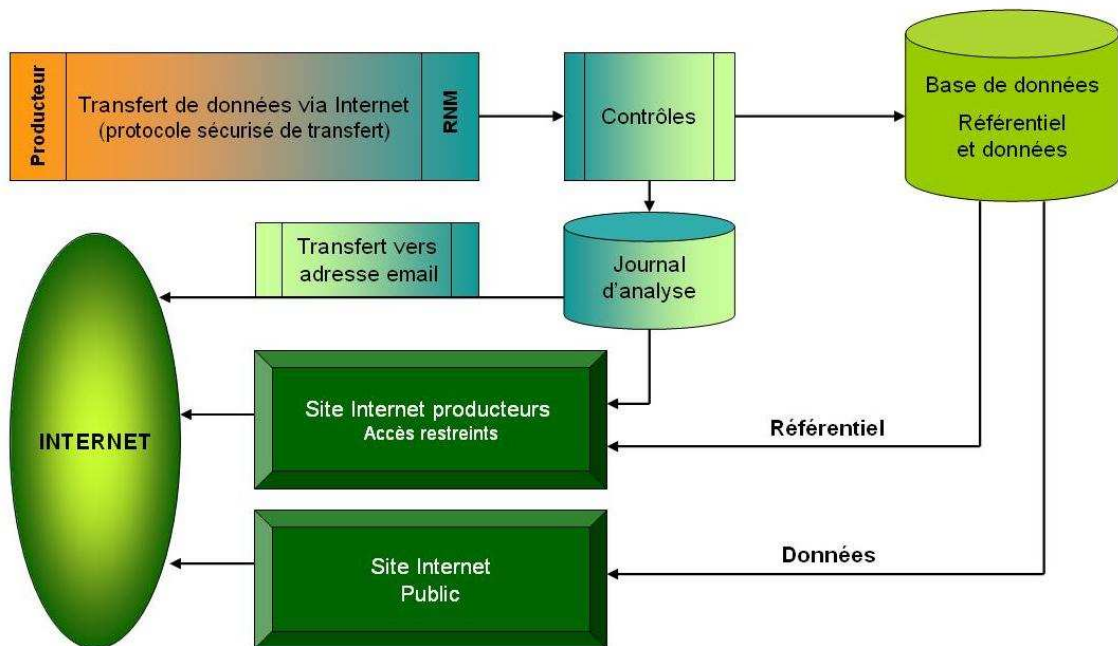 Producteur
Transfert de données via Internet
(protocole sécurisé de transfert)
RNM
Contrôles
Base de données
Référentiel
et données
Transfert vers
adresse email
Journal
d'analyse
Site Internet producteurs
Accès restreints
INTERNET
Référentiel
Site Internet
Public
Données